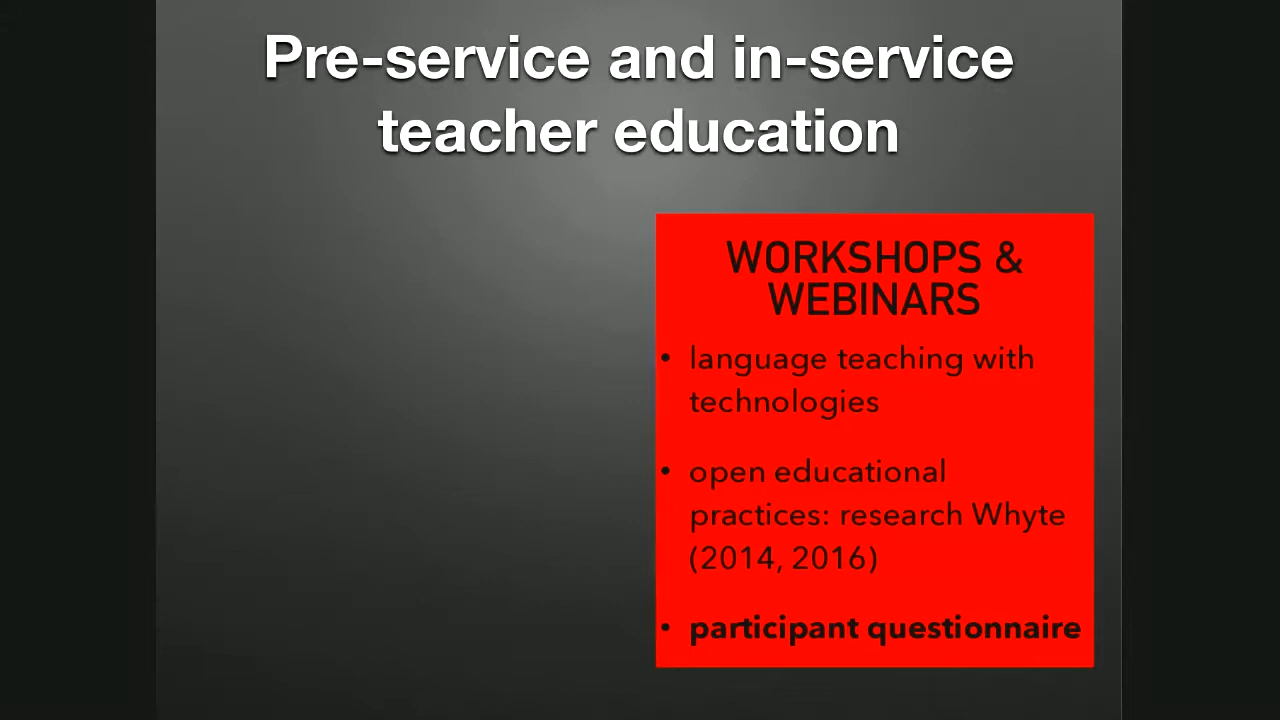 Pre-service and in-service
teacher education
WORKSHOPS &
WEBINARS
• language teaching with
technologies
• open educational
practices: research Whyte
(2014, 2016)
• participant questionnaire